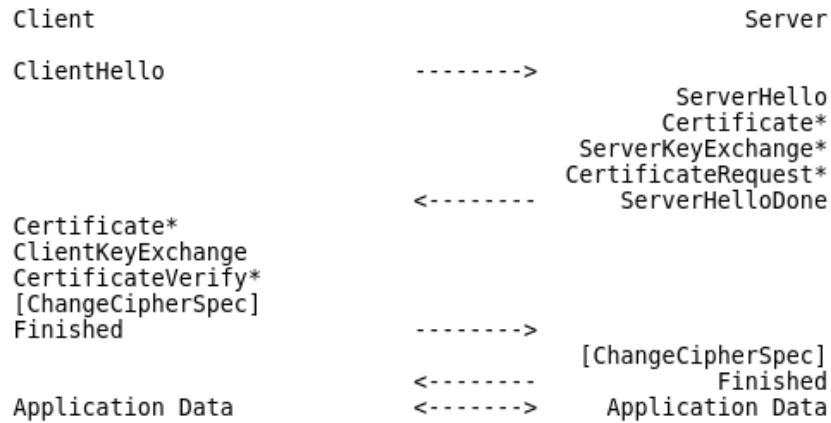 Client Server
ClientHello -------->
ServerHello
Certificate*
ServerKeyExchange*
CertificateRequest*
<-------- ServerHelloDone
Certificate*
ClientKeyExchange
CertificateVerify*
[ChangeCipherSpec]
Finished -------->
[ChangeCipherSpec]
<-------- Finished
Application Data <-------> Application Data